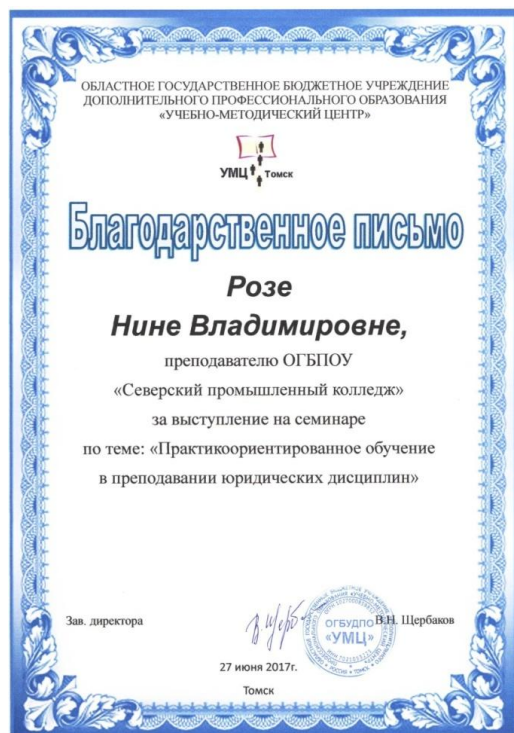 ОБЛАСТНОЕ ГОСУДАРСТВЕННОЕ БЮДЖЕТНОЕ УЧРЕЖДЕНИЕ
ДОПОЛНИТЕЛЬНОГО ПРОФЕССИОНАЛЬНОГО ОБРАЗОВАНИЯ
«УЧЕБНО-МЕТОДИЧЕСКИЙ ЦЕНТР»
УМЦ Томск
Благодарственное письмо
Розе
Нине Владимировне,
преподавателю ОГБПОУ
«Северский промышленный колледж»
за выступление на семинаре
по теме: «Практикоориентированное обучение
в преподавании юридических дисциплин»
Зав. директора
В.Н. Щербаков
ОГБУДПО
«УМЦ»
27 июня 2017г.
Томск